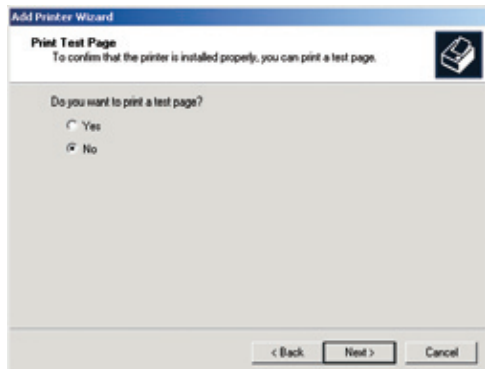 Add Printer Wizard
Print Test Page
To confirm that the printer is installed properly, you can print a test page.
Do you want to print a test page?
Yes
No
< Back
Next >
Cancel